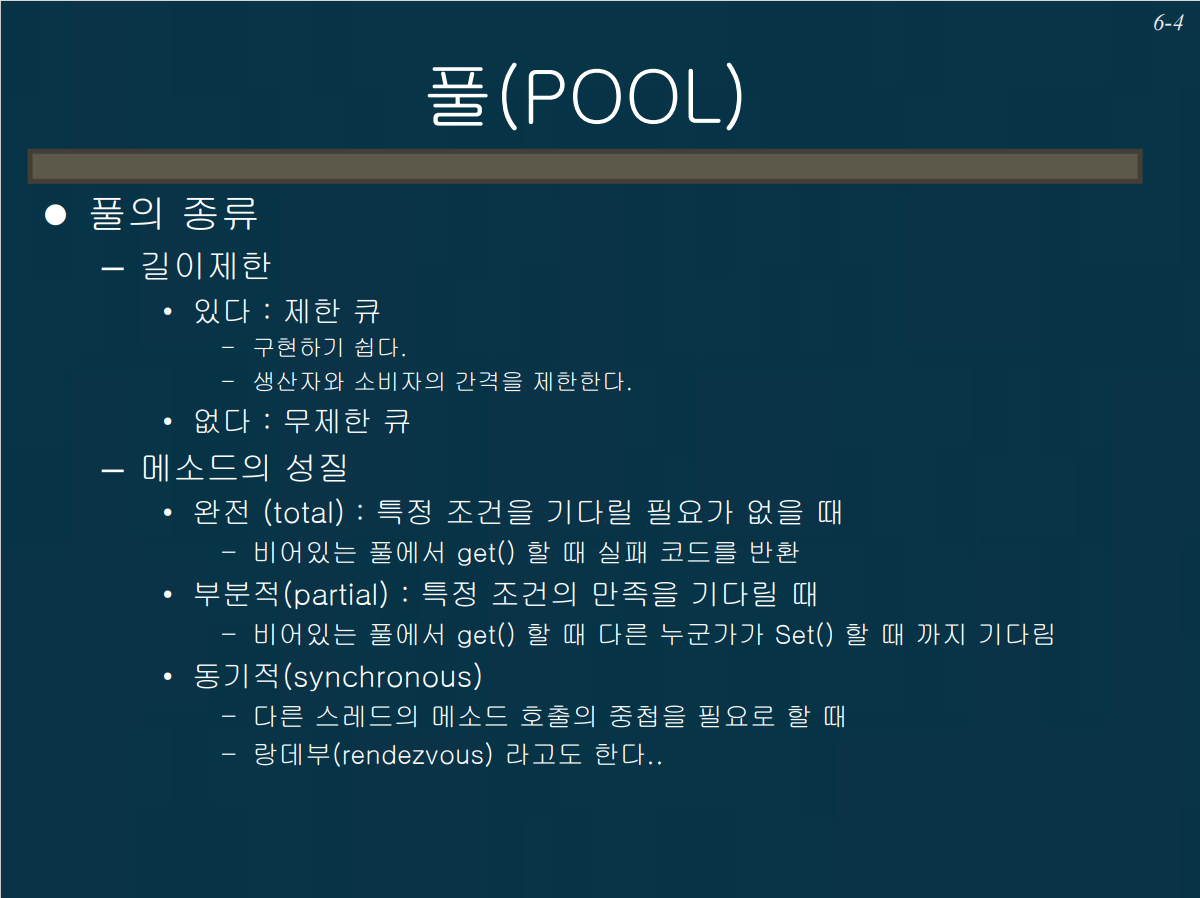 6-4
풀(POOL)
● 풀의 종류
– 길이제한
• 있다 : 제한 큐
– 구현하기 쉽다.
– 생산자와 소비자의 간격을 제한한다.
• 없다 : 무제한 큐
– 메소드의 성질
• 완전 (total) : 특정 조건을 기다릴 필요가 없을 때
– 비어있는 풀에서 get() 할 때 실패 코드를 반환
• 부분적(partial) : 특정 조건의 만족을 기다릴 때
– 비어있는 풀에서 get() 할 때 다른 누군가가 Set() 할 때 까지 기다림
• 동기적(synchronous)
– 다른 스레드의 메소드 호출의 중첩을 필요로 할 때
– 랑데부(rendezvous) 라고도 한다..